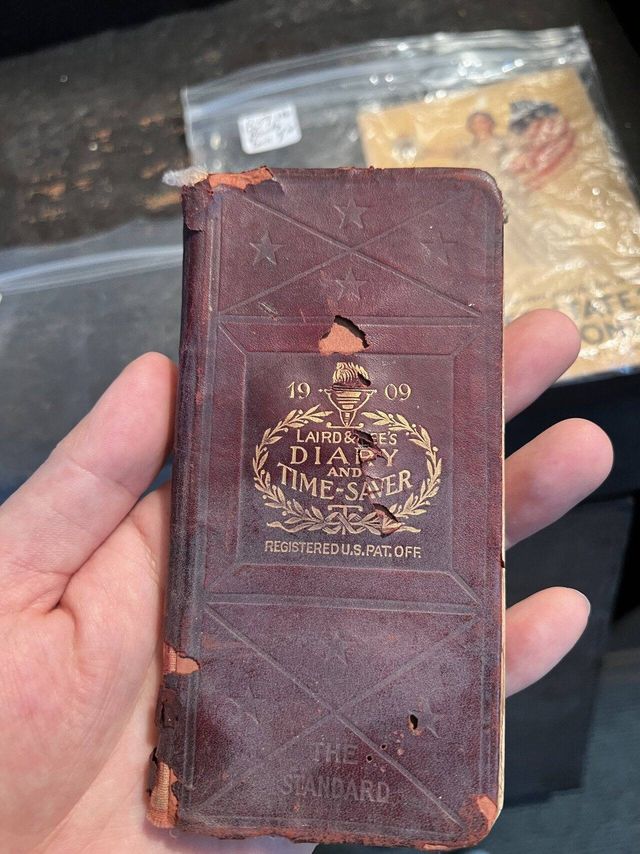 19 09
LAIRD & LEE'S
DIARY
AND
TIME-SAVER
REGISTERED U.S. PAT. OFF.
THE
STANDARD